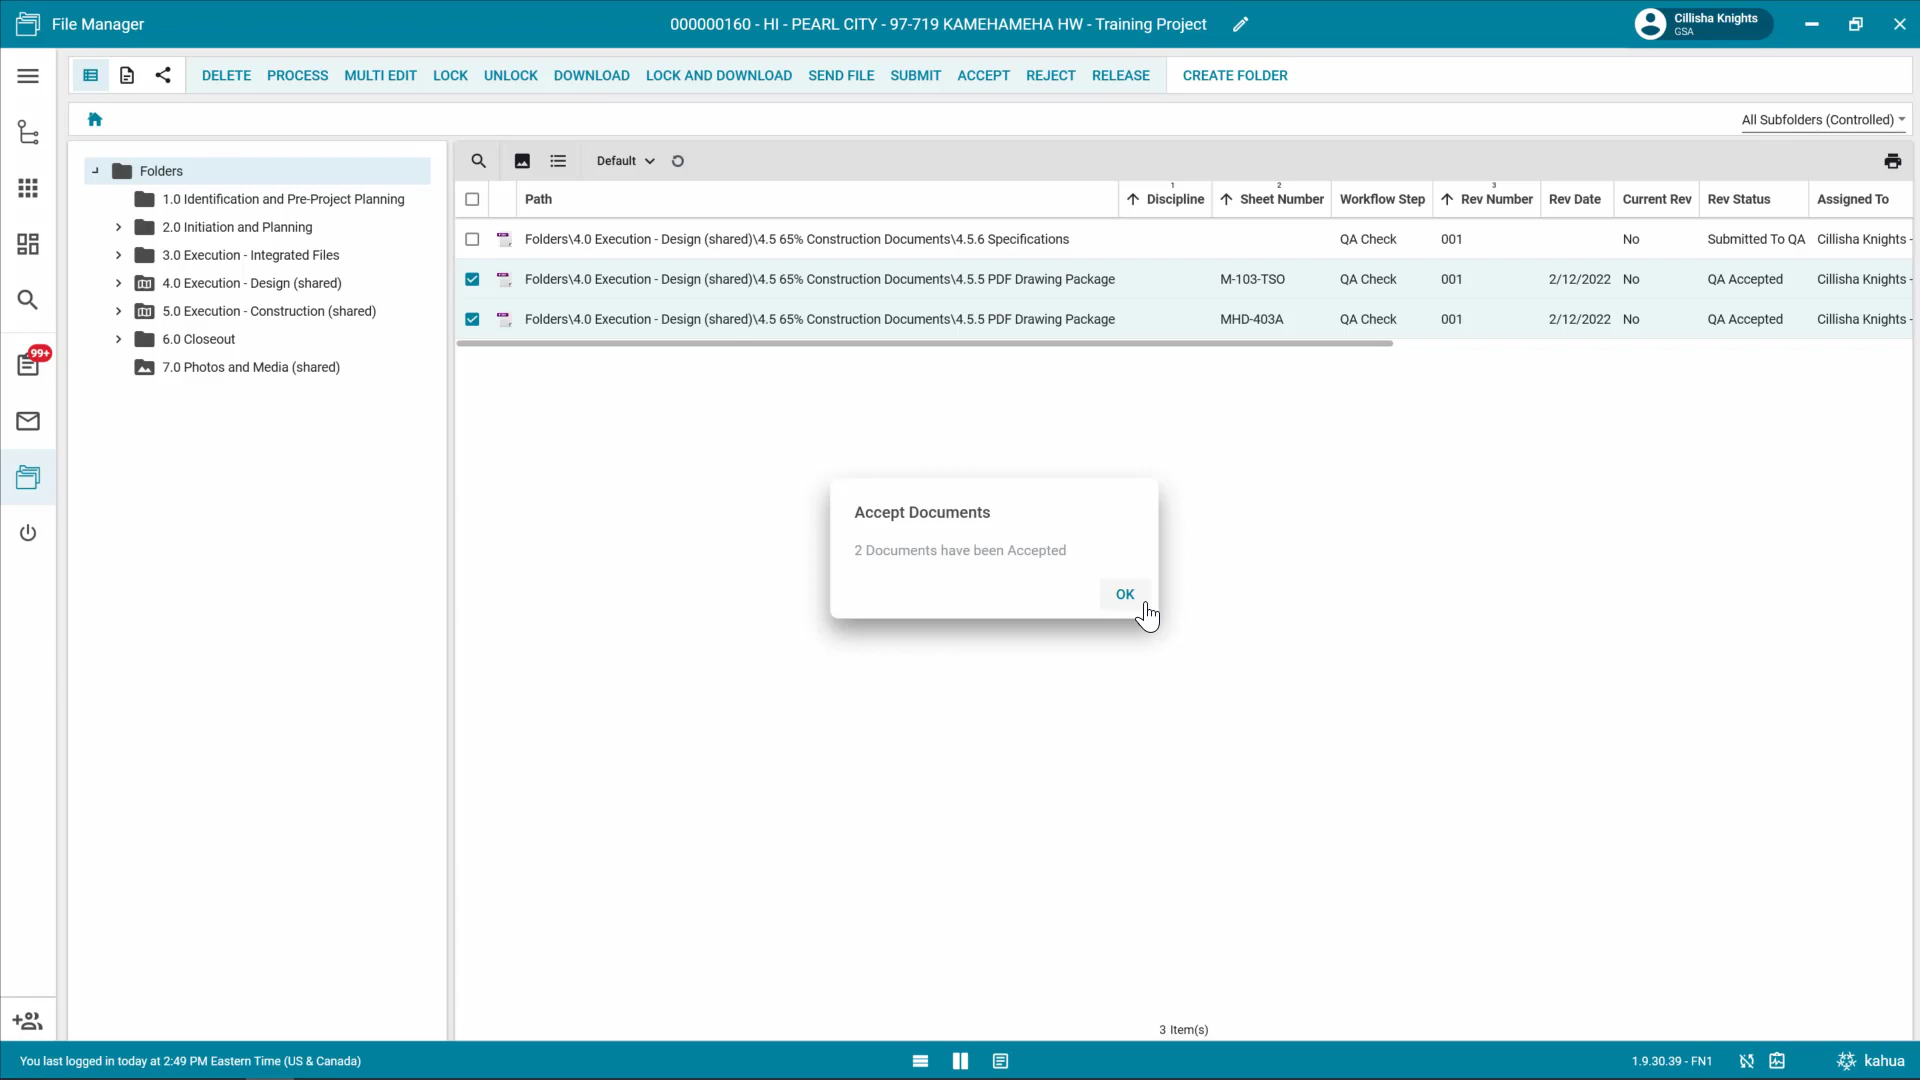 File Manager
000000160 - HI - PEARL CITY - 97-719 KAMEHAMEHA HW - Training Project
Cillisha Knights
GSA
DELETE PROCESS MULTI EDIT LOCK UNLOCK DOWNLOAD LOCK AND DOWNLOAD SEND FILE SUBMIT ACCEPT REJECT RELEASE CREATE FOLDER
All Subfolders (Controlled)
Folders
1.0 Identification and Pre-Project Planning
2.0 Initiation and Planning
3.0 Execution - Integrated Files
4.0 Execution - Design (shared)
5.0 Execution - Construction (shared)
6.0 Closeout
7.0 Photos and Media (shared)
99+
Default
Path 1 Discipline 2 Sheet Number Workflow Step 3 Rev Number Rev Date Current Rev Rev Status Assigned To
Folders\4.0 Execution - Design (shared)\4.5 65% Construction Documents\4.5.6 Specifications QA Check 001 No Submitted To QA Cillisha Knights -
Folders\4.0 Execution - Design (shared)\4.5 65% Construction Documents\4.5.5 PDF Drawing Package M-103-TSO QA Check 001 2/12/2022 No QA Accepted Cillisha Knights -
Folders\4.0 Execution - Design (shared)\4.5 65% Construction Documents\4.5.5 PDF Drawing Package MHD-403A QA Check 001 2/12/2022 No QA Accepted Cillisha Knights -
Accept Documents
2 Documents have been Accepted
OK
3 Item(s)
You last logged in today at 2:49 PM Eastern Time (US & Canada)
1.9.30.39 - FN1
kahua